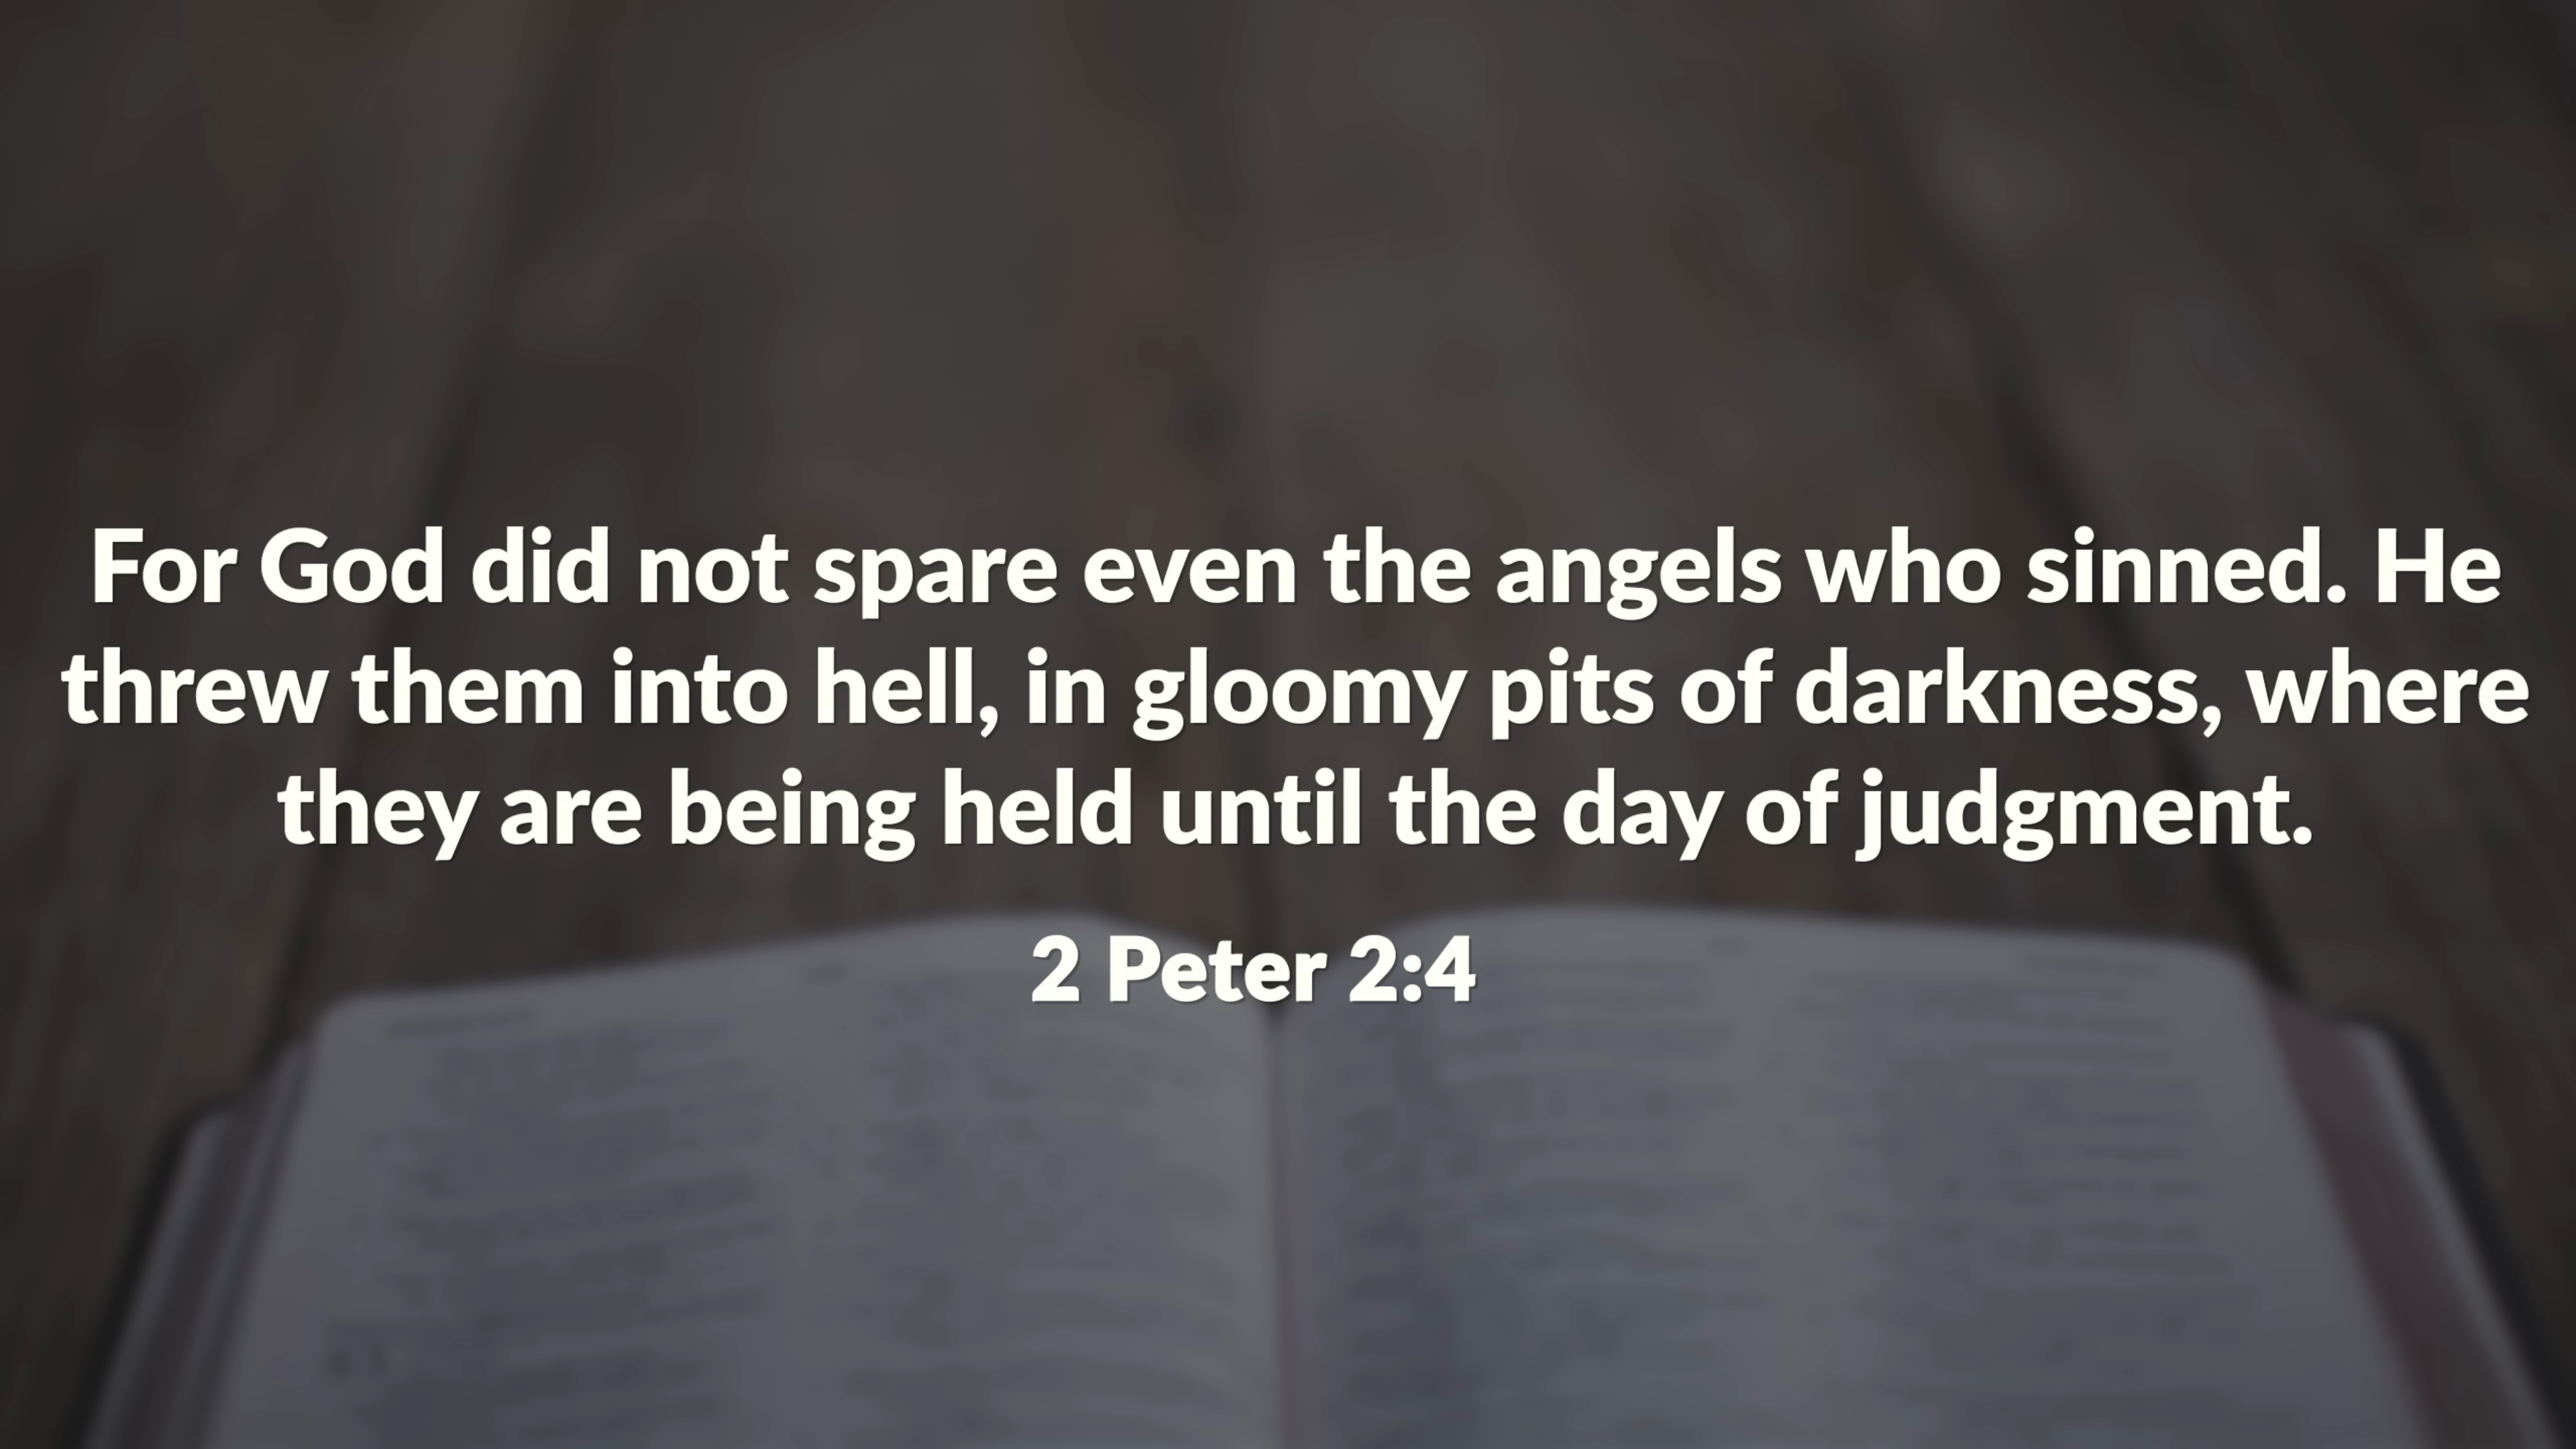 For God did not spare even the angels who sinned. He
threw them into hell, in gloomy pits of darkness, where
they are being held until the day of judgment.
2 Peter 2:4